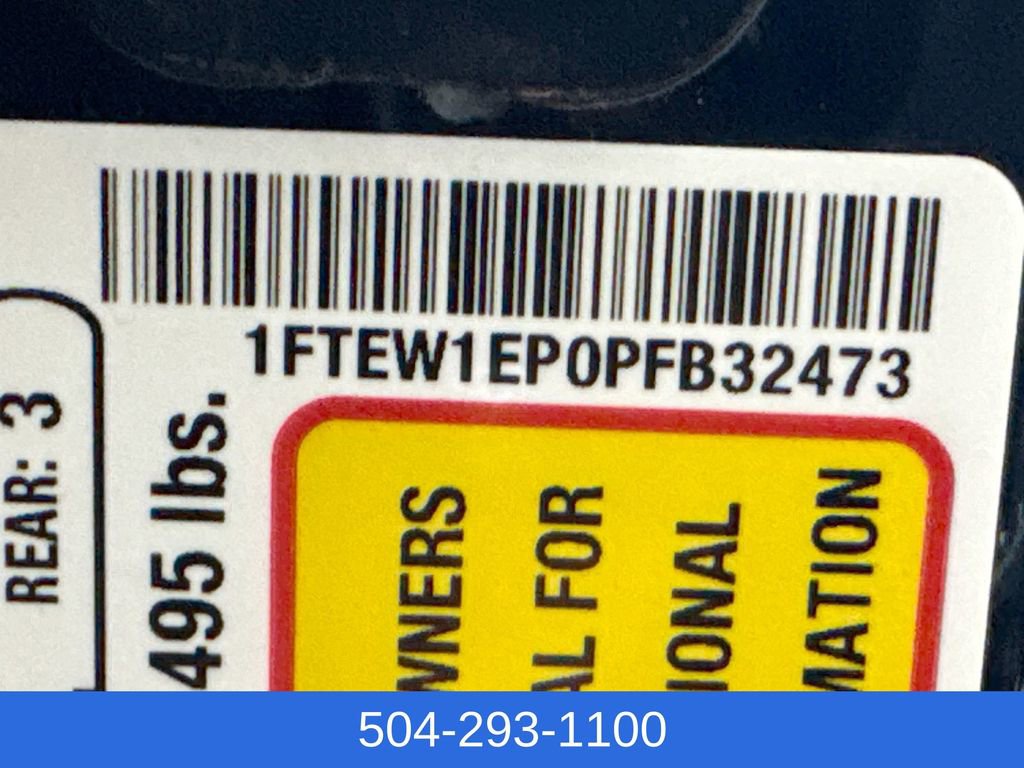 1FTEW1EP0PFB32473
REAR: 3
495 lbs.
WNERS
AL FOR
IONAL
MATION
504-293-1100